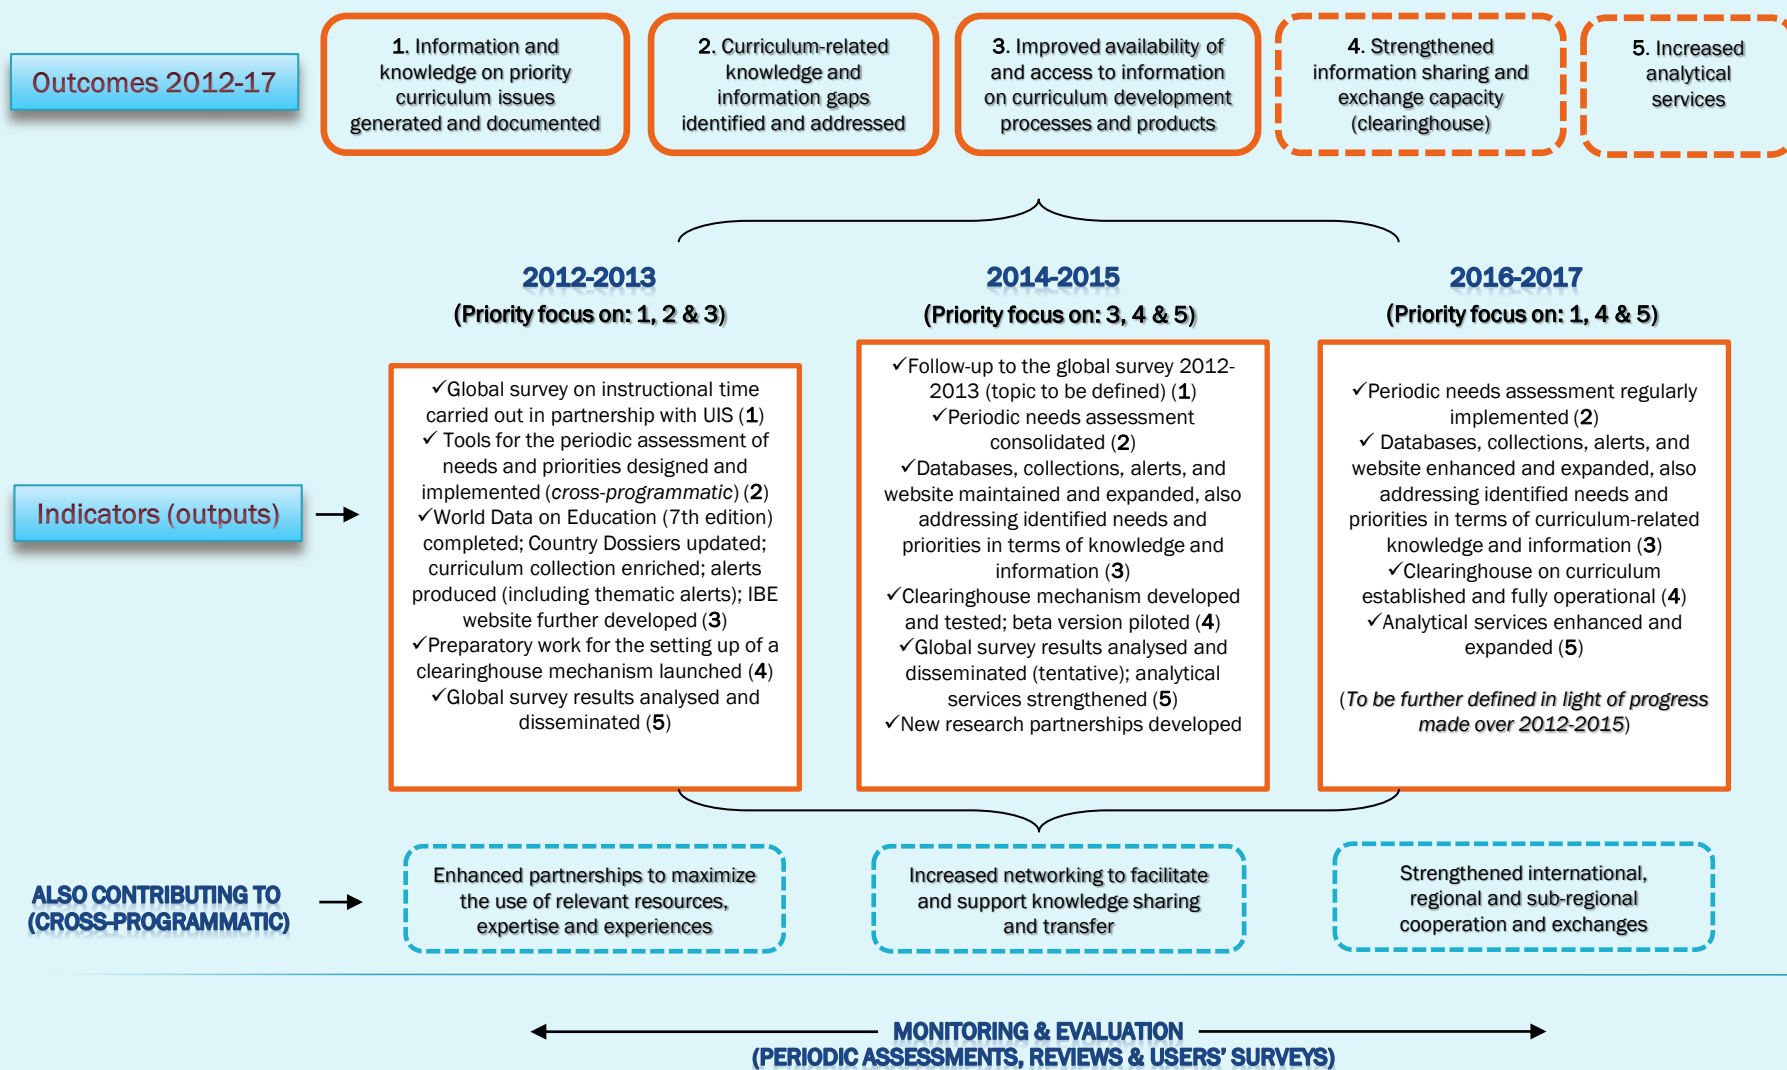 Outcomes 2012-17
1. Information and
knowledge on priority
curriculum issues
generated and documented
2. Curriculum-related
knowledge and
information gaps
identified and addressed
3. Improved availability of
and access to information
on curriculum development
processes and products
4. Strengthened
information sharing and
exchange capacity
(clearinghouse)
5. Increased
analytical
services
2012-2013
(Priority focus on: 1, 2 & 3)
2014-2015
(Priority focus on: 3, 4 & 5)
2016-2017
(Priority focus on: 1, 4 & 5)
Indicators (outputs)
✓Global survey on instructional time
carried out in partnership with UIS (1)
✓ Tools for the periodic assessment of
needs and priorities designed and
implemented (cross-programmatic) (2)
✓World Data on Education (7th edition)
completed; Country Dossiers updated;
curriculum collection enriched; alerts
produced (including thematic alerts); IBE
website further developed (3)
✓Preparatory work for the setting up of a
clearinghouse mechanism launched (4)
✓Global survey results analysed and
disseminated (5)
✓Follow-up to the global survey 2012-
2013 (topic to be defined) (1)
✓Periodic needs assessment
consolidated (2)
✓Databases, collections, alerts, and
website maintained and expanded, also
addressing identified needs and
priorities in terms of knowledge and
information (3)
✓Clearinghouse mechanism developed
and tested; beta version piloted (4)
✓Global survey results analysed and
disseminated (tentative); analytical
services strengthened (5)
✓New research partnerships developed
✓Periodic needs assessment regularly
implemented (2)
✓ Databases, collections, alerts, and
website enhanced and expanded, also
addressing identified needs and
priorities in terms of curriculum-related
knowledge and information (3)
✓Clearinghouse on curriculum
established and fully operational (4)
✓Analytical services enhanced and
expanded (5)
(To be further defined in light of progress
made over 2012-2015)
ALSO CONTRIBUTING TO
(CROSS-PROGRAMMATIC)
Enhanced partnerships to maximize
the use of relevant resources,
expertise and experiences
Increased networking to facilitate
and support knowledge sharing
and transfer
Strengthened international,
regional and sub-regional
cooperation and exchanges
MONITORING & EVALUATION
(PERIODIC ASSESSMENTS, REVIEWS & USERS' SURVEYS)